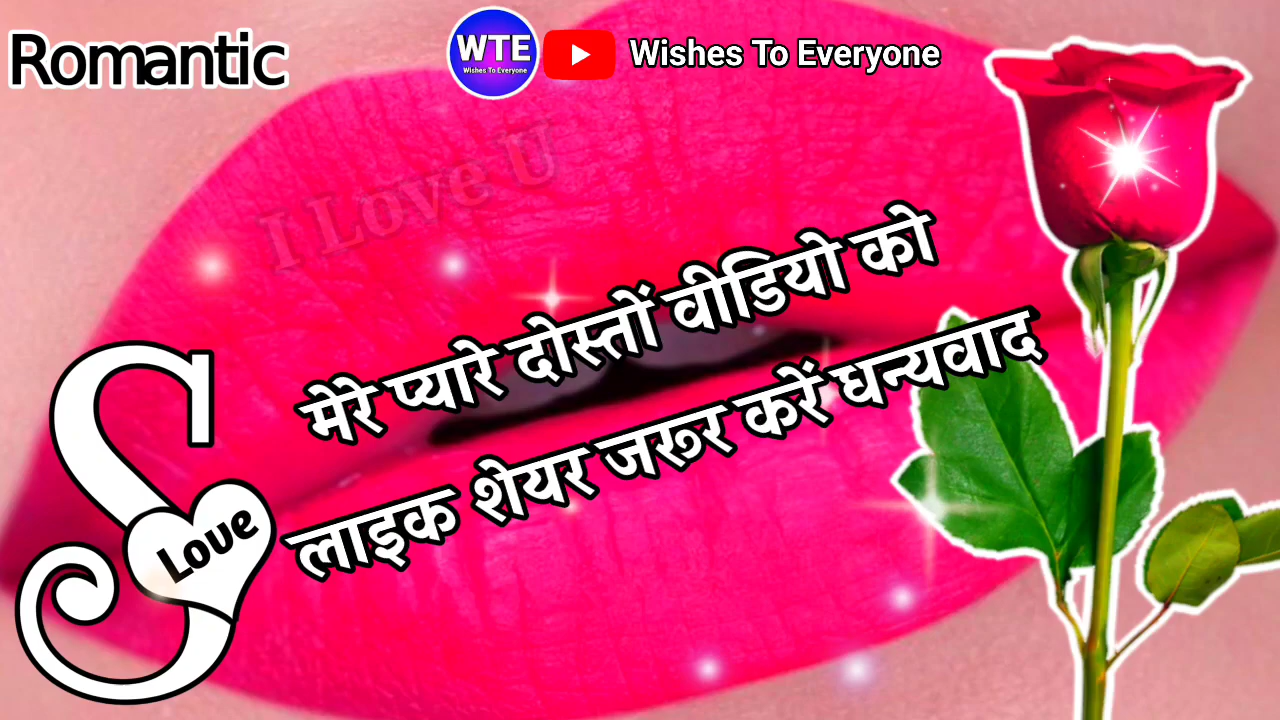 Romantic
WTE
Wishes To Everyone
Wishes To Everyone
I Love U
मेरे प्यारे दोस्तों वीडियो को
लाइक शेयर जरूर करें धन्यवाद
S
Love